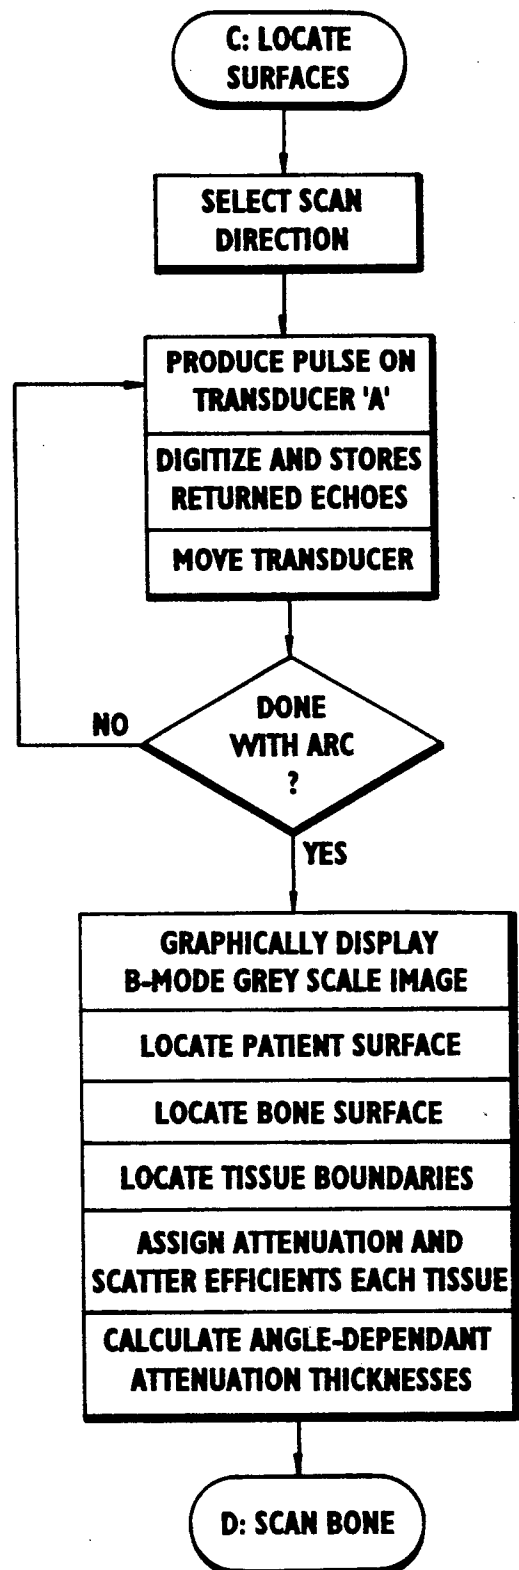 C: LOCATE
SURFACES
SELECT SCAN
DIRECTION
PRODUCE PULSE ON
TRANSDUCER 'A'
DIGITIZE AND STORES
RETURNED ECHOES
MOVE TRANSDUCER
DONE
WITH ARC
?
NO
YES
GRAPHICALLY DISPLAY
B-MODE GREY SCALE IMAGE
LOCATE PATIENT SURFACE
LOCATE BONE SURFACE
LOCATE TISSUE BOUNDARIES
ASSIGN ATTENUATION AND
SCATTER EFFICIENTS EACH TISSUE
CALCULATE ANGLE-DEPENDANT
ATTENUATION THICKNESSES
D: SCAN BONE